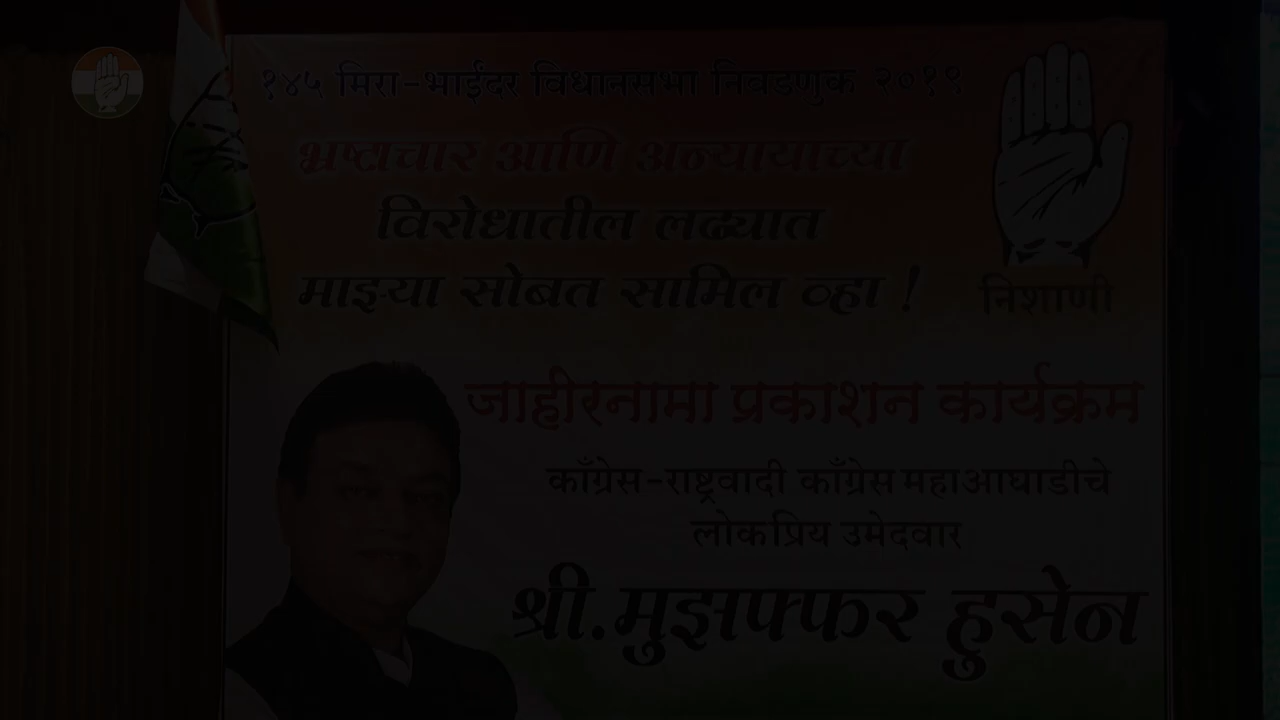 १४५ मिरा-भाईंदर विधानसभा निवडणुक २०१९
भ्रष्टाचार आणि अन्यायाच्या
विरोधातील लढ्यात
माझ्या सोबत सामिल व्हा !
निशाणी
जाहीरनामा प्रकाशन कार्यक्रम
काँग्रेस-राष्ट्रवादी काँग्रेस महाआघाडीचे
लोकप्रिय उमेदवार
श्री.मुझफ्फर हुसेन